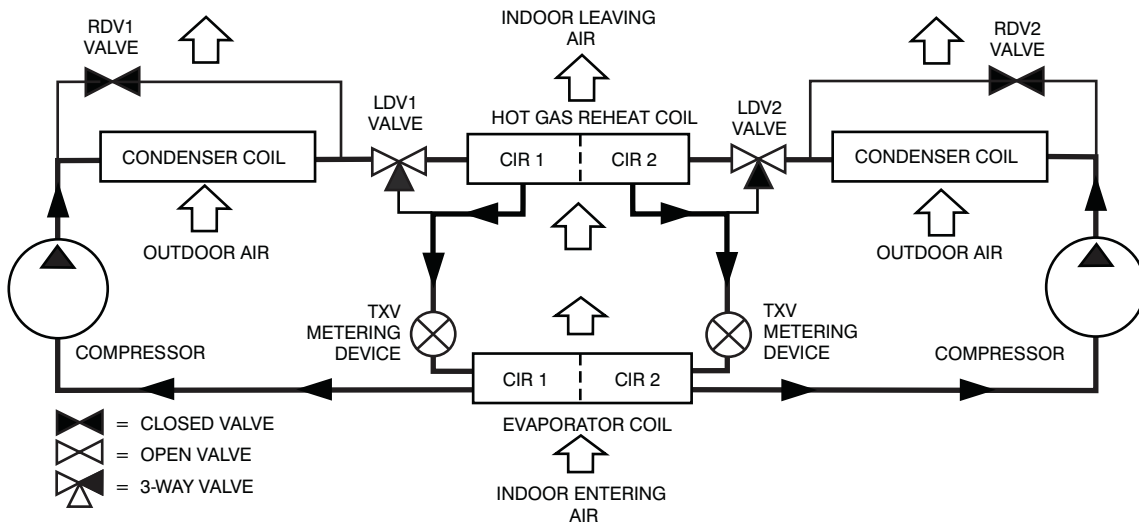 RDV1
VALVE
INDOOR LEAVING
AIR
RDV2
VALVE
LDV1
VALVE
HOT GAS REHEAT COIL
LDV2
VALVE
CONDENSER COIL
CIR 1
CIR 2
CONDENSER COIL
OUTDOOR AIR
OUTDOOR AIR
TXV
METERING
DEVICE
TXV
METERING
DEVICE
COMPRESSOR
COMPRESSOR
CIR 1
CIR 2
EVAPORATOR COIL
= CLOSED VALVE
= OPEN VALVE
= 3-WAY VALVE
INDOOR ENTERING
AIR